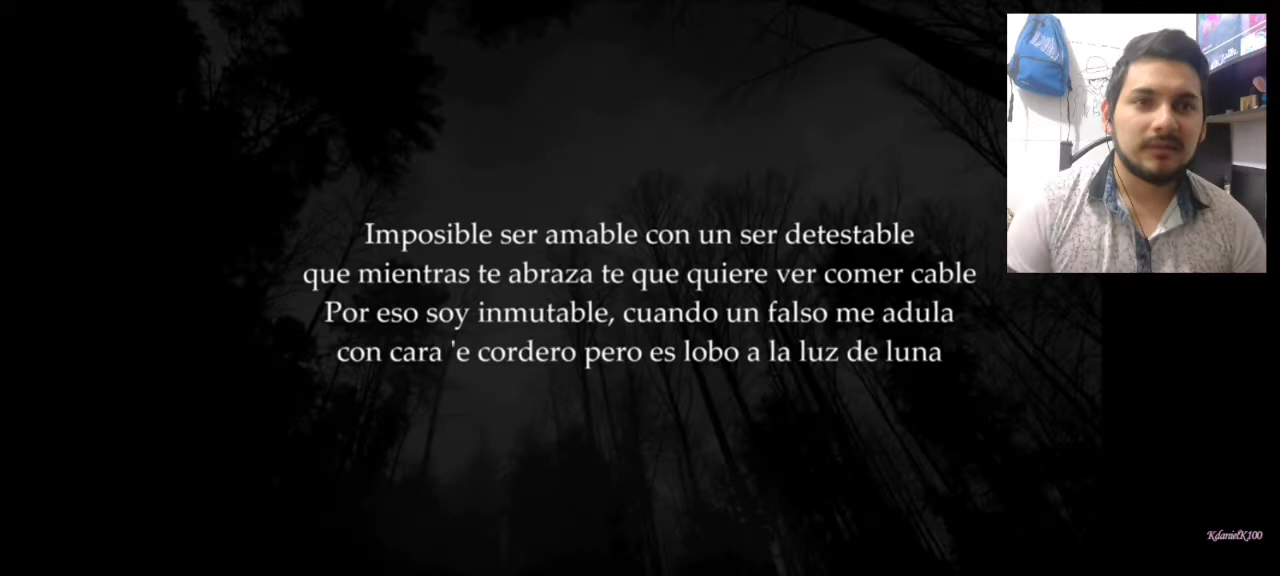 Imposible ser amable con un ser detestable
que mientras te abraza te que quiere ver comer cable
Por eso soy inmutable, cuando un falso me adula
con cara 'e cordero pero es lobo a la luz de luna
KdanielK100